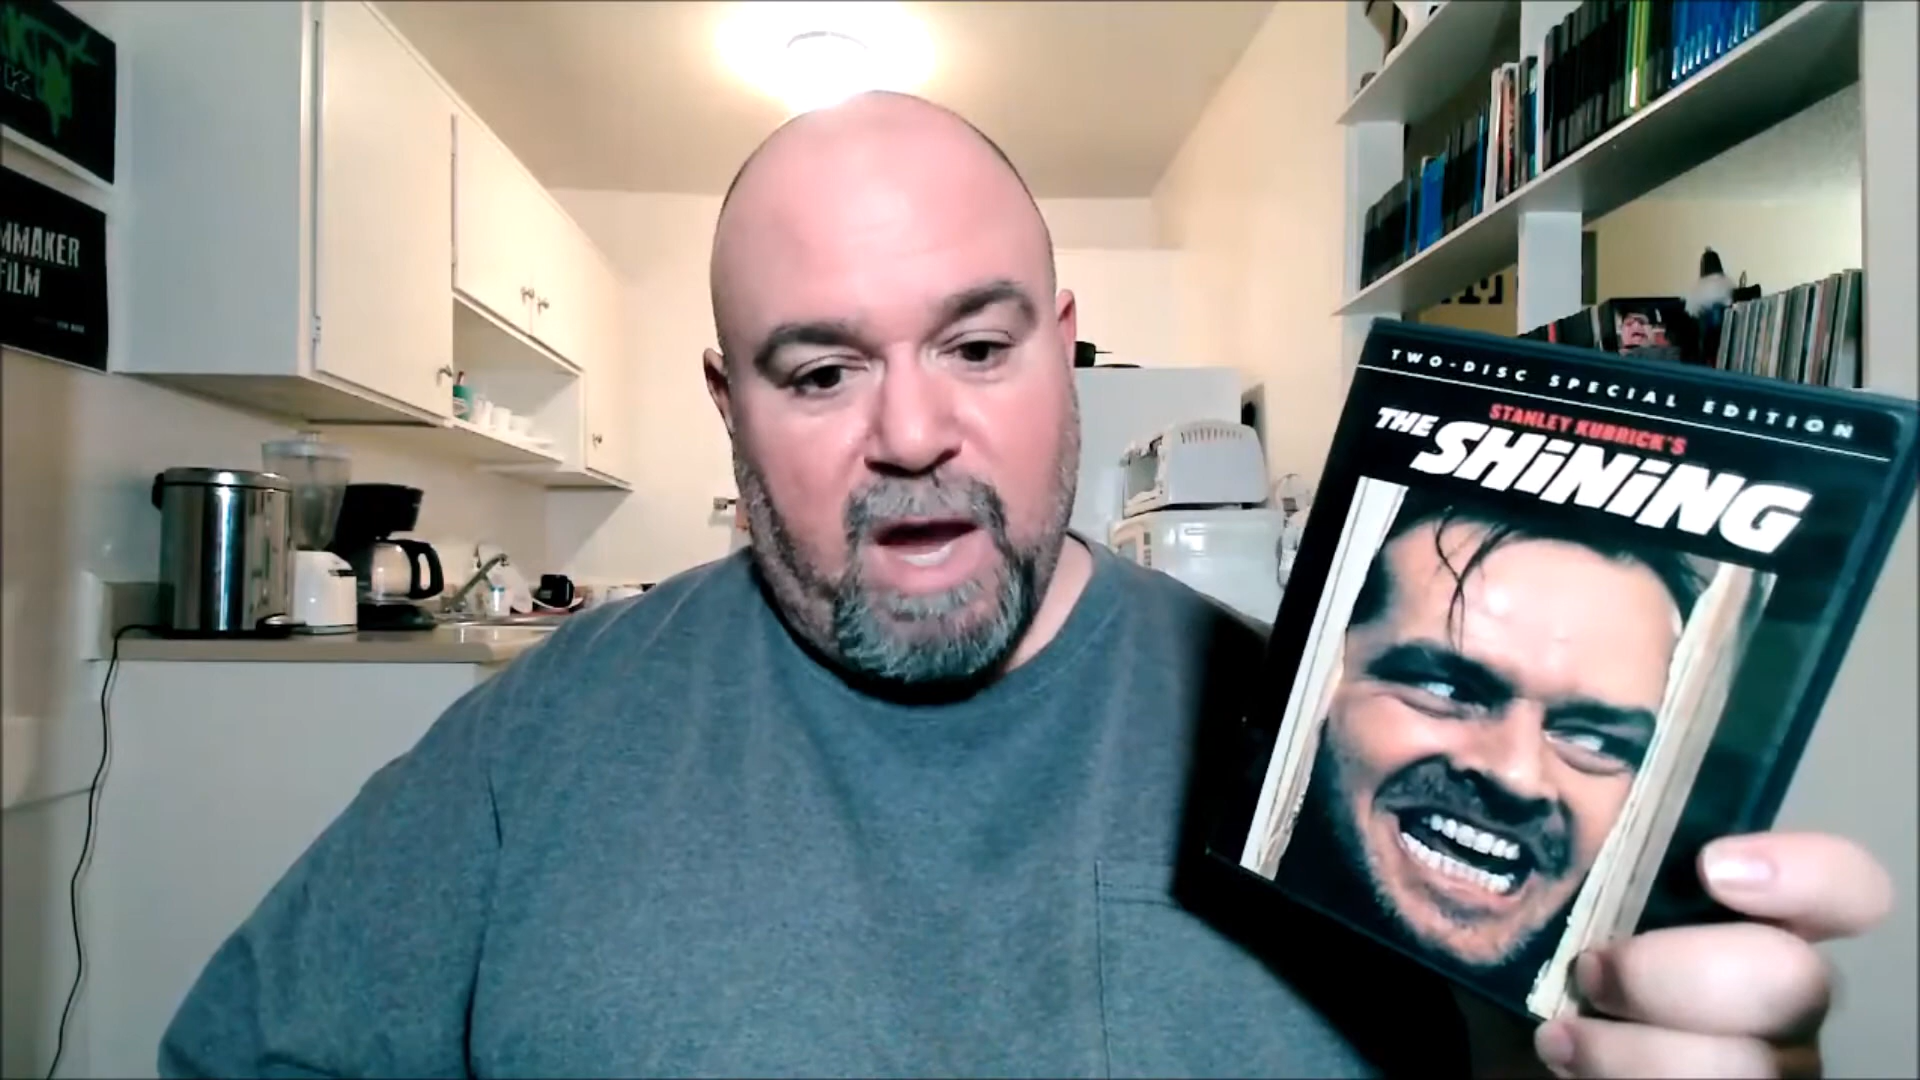 K
MMAKER
FILM
TWO-DISC SPECIAL EDITION
STANLEY KUBRICK'S
THE SHiNiNG